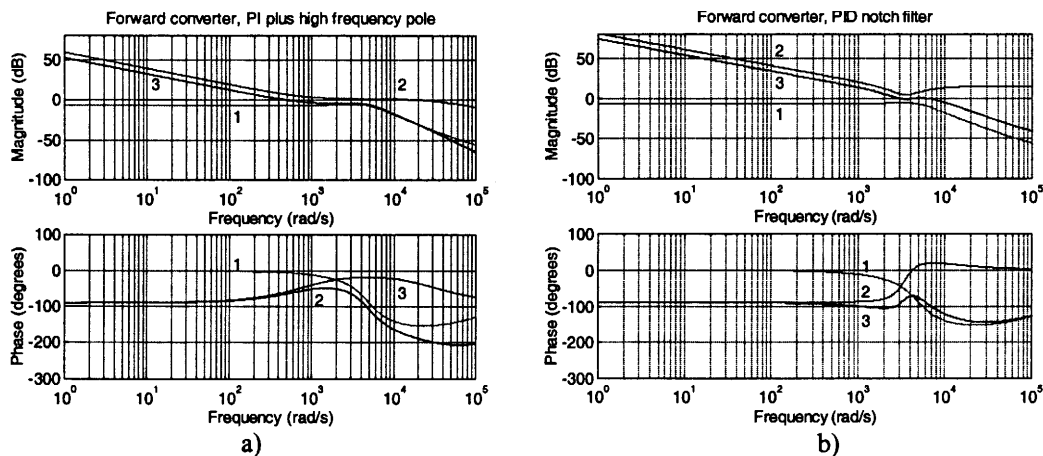 Forward converter, PI plus high frequency pole
Magnitude (dB)
50
0
-50
-100
1
2
3
10^0 10^1 10^2 10^3 10^4 10^5
Frequency (rad/s)
Phase (degrees)
100
0
-100
-200
-300
1
2
3
10^0 10^1 10^2 10^3 10^4 10^5
Frequency (rad/s)
a)
Forward converter, PID notch filter
Magnitude (dB)
50
0
-50
-100
2
3
1
10^0 10^1 10^2 10^3 10^4 10^5
Frequency (rad/s)
Phase (degrees)
100
0
-100
-200
-300
1
2
3
10^0 10^1 10^2 10^3 10^4 10^5
Frequency (rad/s)
b)